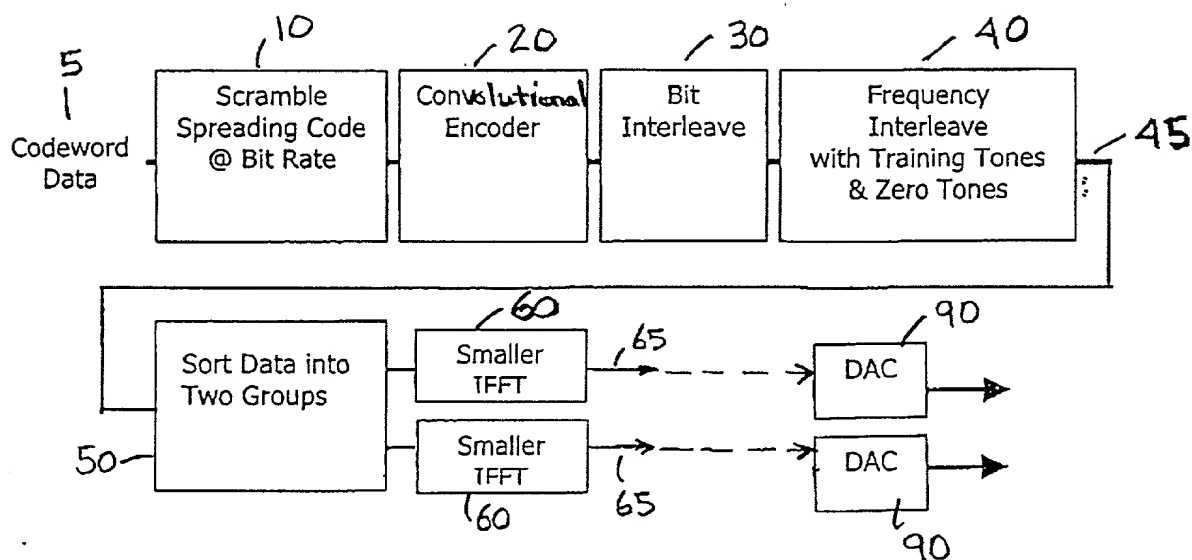 10
20
30
40
5
Codeword
Data
Scramble
Spreading Code
@ Bit Rate
Convolutional
Encoder
Bit
Interleave
Frequency
Interleave
with Training Tones
& Zero Tones
45
50
Sort Data into
Two Groups
60
Smaller
IFFT
65
90
DAC
Smaller
IFFT
60
65
DAC
90